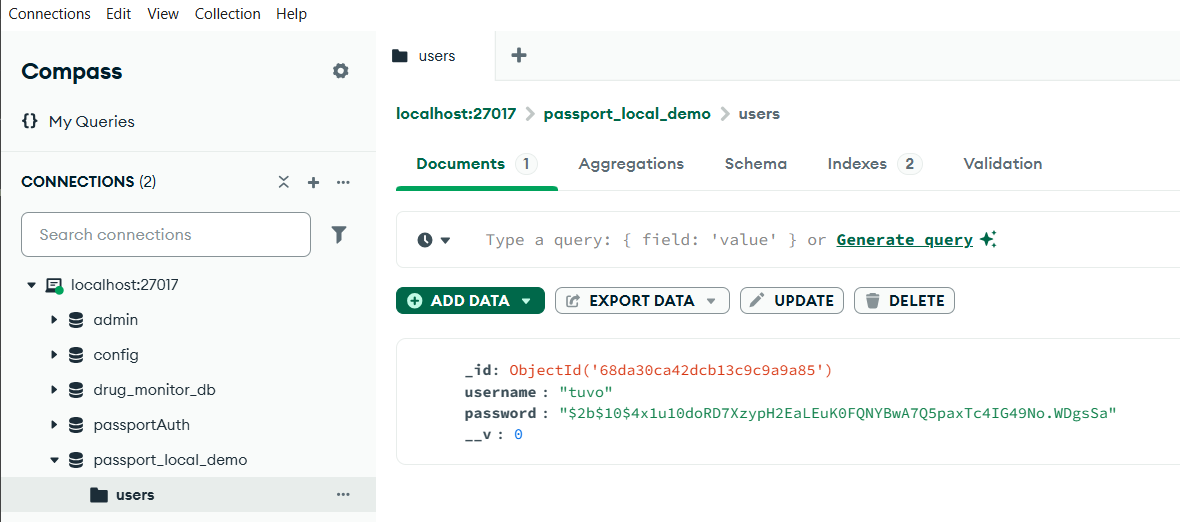 Connections Edit View Collection Help
Compass
{} My Queries
CONNECTIONS (2)
Search connections
localhost:27017
admin
config
drug_monitor_db
passportAuth
passport_local_demo
users
users
localhost:27017 > passport_local_demo > users
Documents 1 Aggregations Schema Indexes 2 Validation
Type a query: { field: 'value' } or Generate query
ADD DATA EXPORT DATA UPDATE DELETE
_id: ObjectId('68da30ca42dcb13c9c9a9a85')
username : "tuvo"
password : "$2b$10$4x1u10doRD7XzypH2EaLEuK0FQNYBwA7Q5paxTc4IG49No.WDgsSa"
__v : 0